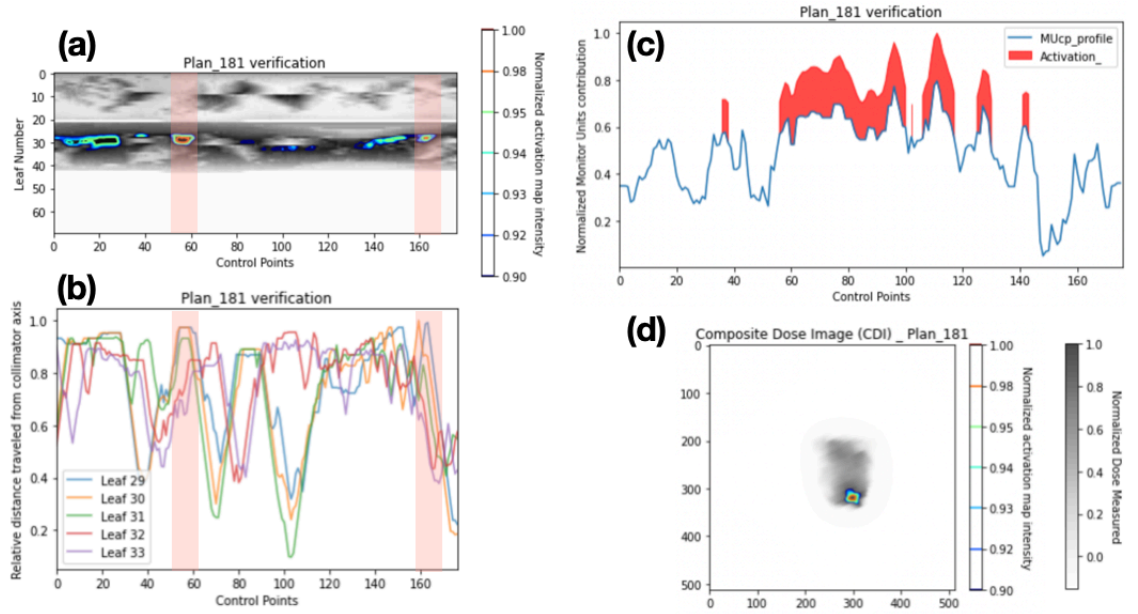 (a)
Plan_181 verification
0
10
20
30
40
50
60
Leaf Number
0 20 40 60 80 100 120 140 160
Control Points
1.00
0.98
0.95
0.94
0.93
0.92
0.90
Normalized activation map intensity
(b)
Plan_181 verification
1.0
0.8
0.6
0.4
0.2
Relative distance traveled from collimator axis
Leaf 29
Leaf 30
Leaf 31
Leaf 32
Leaf 33
0 20 40 60 80 100 120 140 160
Control Points
(c)
Plan_181 verification
1.0
0.8
0.6
0.4
0.2
Normalized Monitor Units contribution
MUcp_profile
Activation_
0 20 40 60 80 100 120 140 160
Control Points
(d)
Composite Dose Image (CDI) _ Plan_181
0
100
200
300
400
500
0 100 200 300 400 500
1.00
0.98
0.95
0.94
0.93
0.92
0.90
Normalized activation map intensity
1.0
0.8
0.6
0.4
0.2
0.0
Normalized Dose Measured